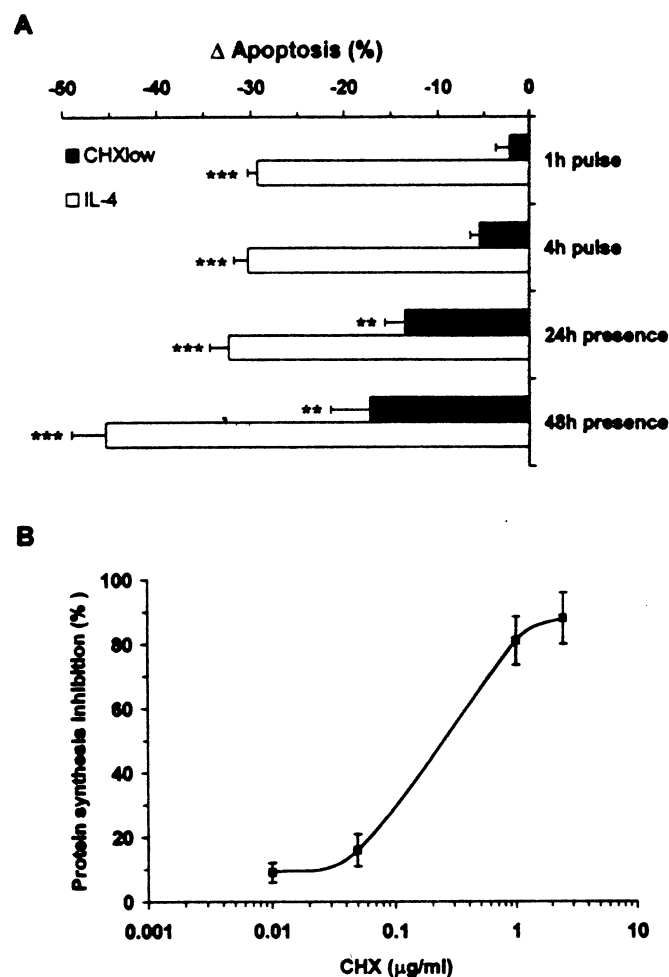 A
Δ Apoptosis (%)
-50 -40 -30 -20 -10 0
CHXlow
IL-4
*** 1h pulse
*** 4h pulse
** 24h presence
***
** 48h presence
***
B
Protein synthesis inhibition (%)
100
80
60
40
20
0
0.001 0.01 0.1 1 10
CHX (μg/ml)